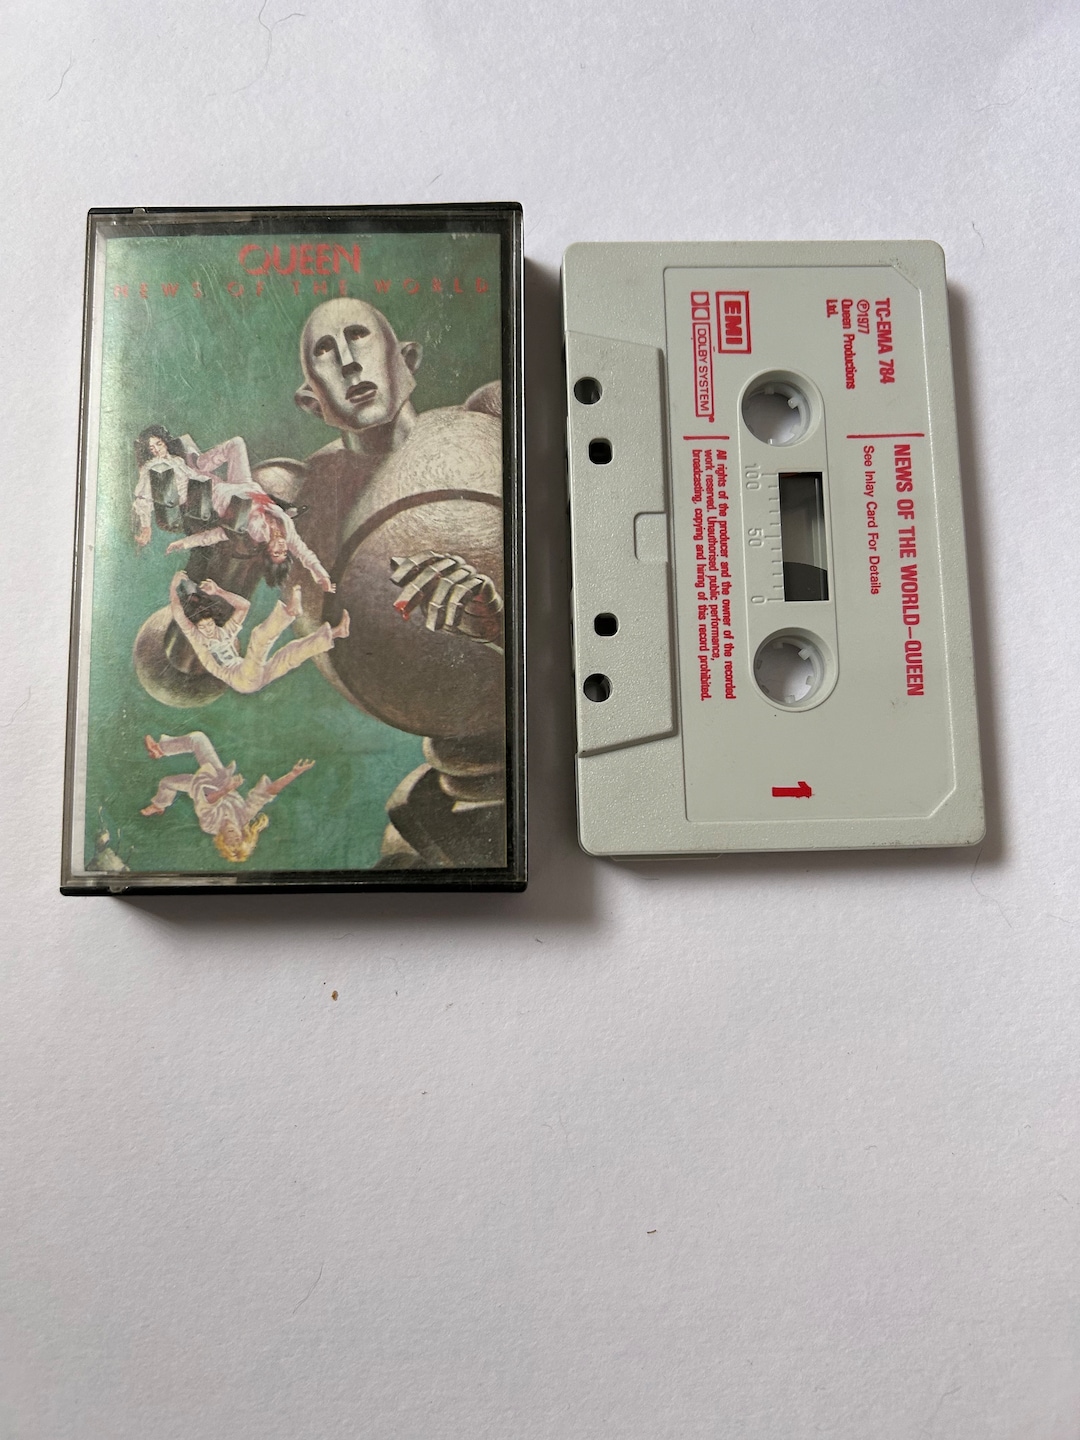 QUEEN
NEWS OF THE WORLD
TC-EMA 784
Ⓟ1977
Queen Productions
Ltd.
NEWS OF THE WORLD–QUEEN
See Inlay Card For Details
EMI
DOLBY SYSTEM
100 50 0
1
All rights of the producer and the owner of the recorded
work reserved. Unauthorised public performance,
broadcasting, copying and hiring of this record prohibited.